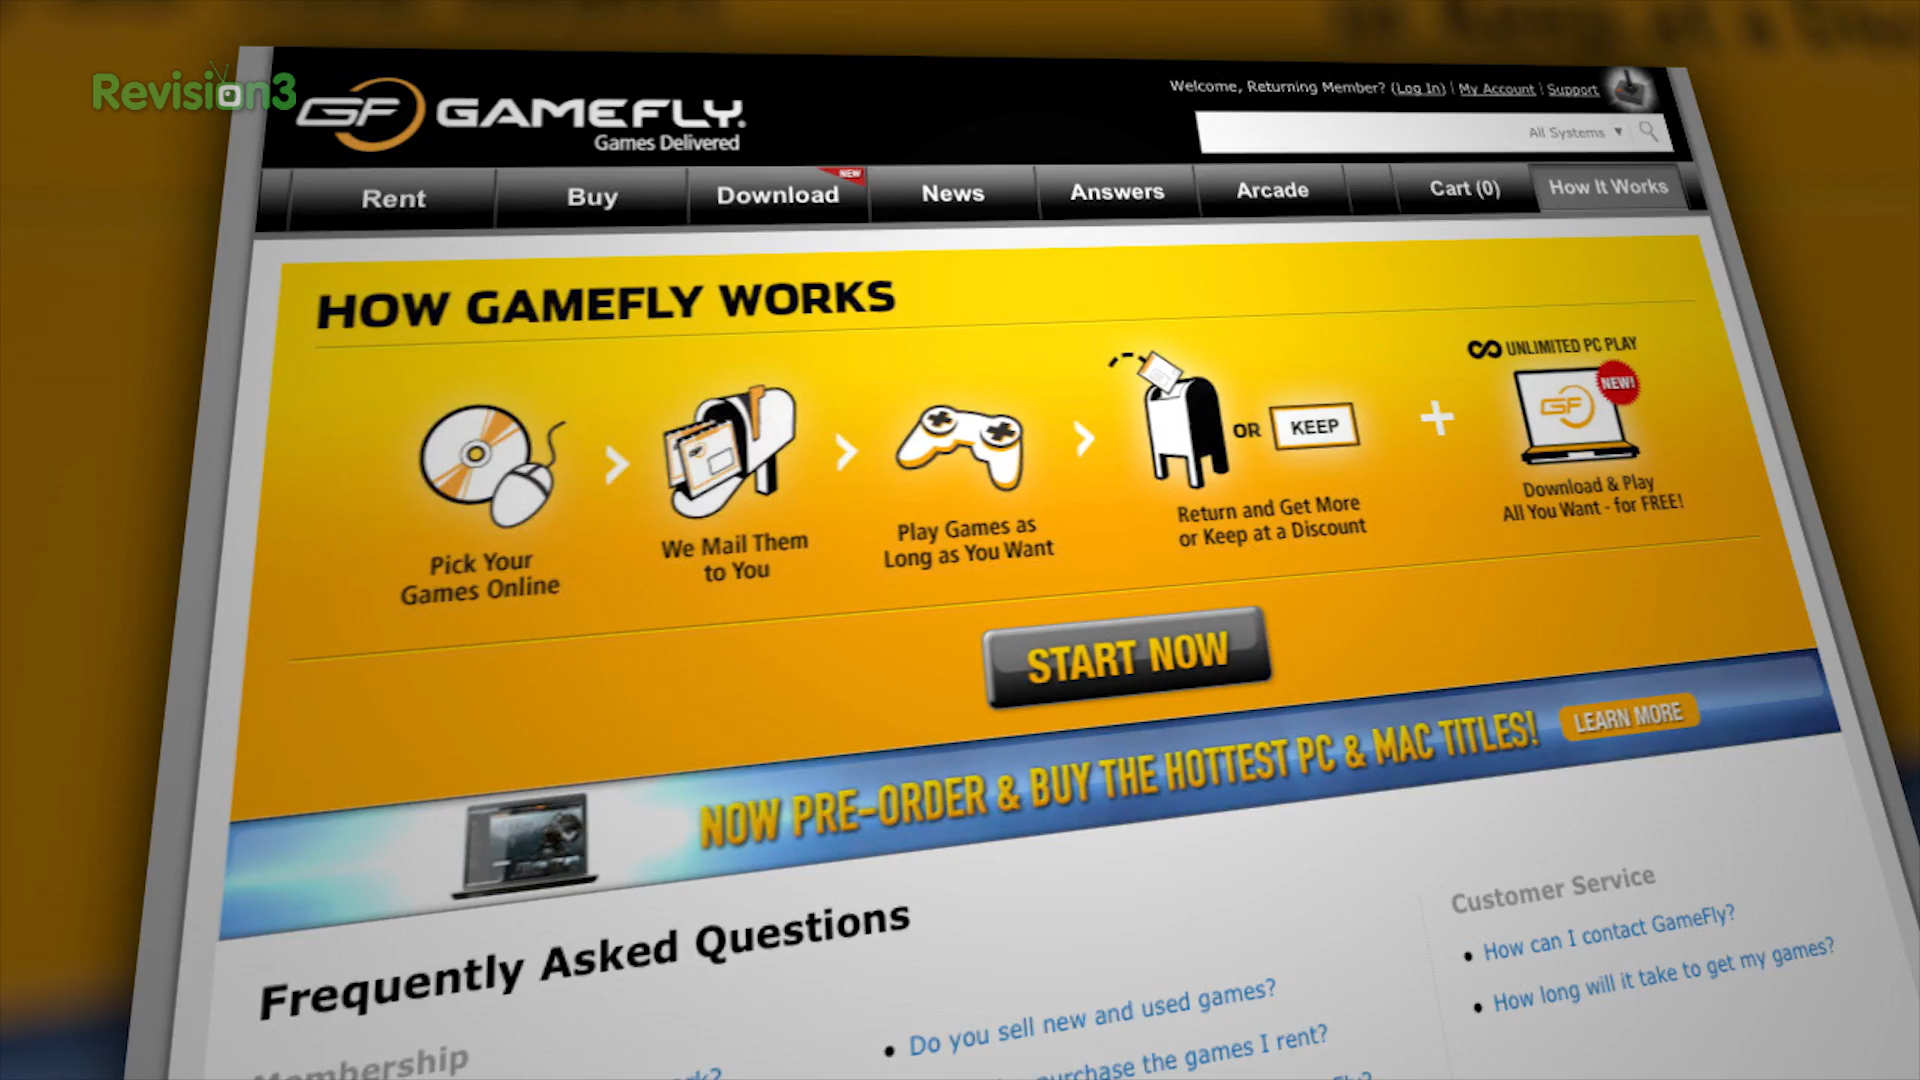 Revision3
GF GAMEFLY.
Games Delivered
Welcome, Returning Member? (Log In) | My Account | Support
All Systems
Rent
Buy
Download
NEW
News
Answers
Arcade
Cart (0)
How It Works
HOW GAMEFLY WORKS
Pick Your
Games Online
We Mail Them
to You
Play Games as
Long as You Want
OR
KEEP
Return and Get More
or Keep at a Discount
UNLIMITED PC PLAY
NEW!
GF
Download & Play
All You Want - for FREE!
START NOW
NOW PRE-ORDER & BUY THE HOTTEST PC & MAC TITLES!
LEARN MORE
Frequently Asked Questions
Membership
Do you sell new and used games?
purchase the games I rent?
Customer Service
How can I contact GameFly?
How long will it take to get my games?